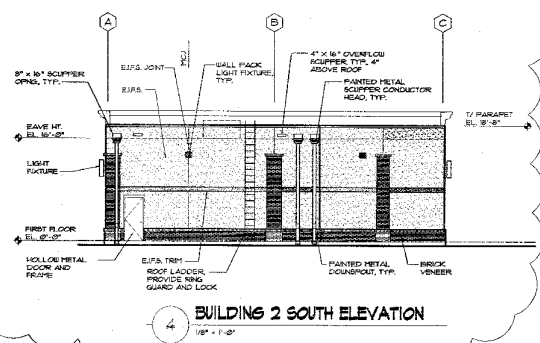 A
B
C
MCJ
8" x 16" SCUPPER
OPNG, TYP.
E.I.F.S. JOINT
E.I.F.S.
WALL PACK
LIGHT FIXTURE,
TYP.
4" x 16" OVERFLOW
SCUPPER, TYP. 4"
ABOVE ROOF
PAINTED METAL
SCUPPER CONDUCTOR
HEAD, TYP.
T/ PARAPET
EL. 18'-8"
EAVE HT.
EL. 16'-0"
LIGHT
FIXTURE
FIRST FLOOR
EL. 0'-0"
HOLLOW METAL
DOOR AND
FRAME
E.I.F.S. TRIM
ROOF LADDER,
PROVIDE RING
GUARD AND LOCK
PAINTED METAL
DOWNSPOUT, TYP.
BRICK
VENEER
4
BUILDING 2 SOUTH ELEVATION
1/8" = 1'-0"